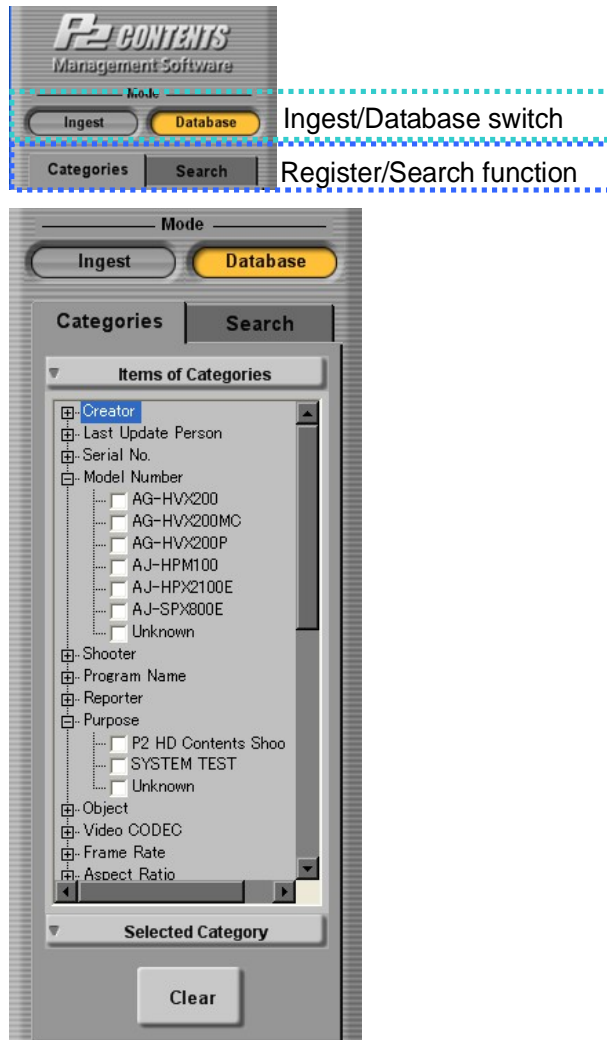 P2 CONTENTS
Management Software
Mode
Ingest Database Ingest/Database switch
Categories Search Register/Search function
Mode
Ingest Database
Categories Search
Items of Categories
Creator
Last Update Person
Serial No.
Model Number
AG-HVX200
AG-HVX200MC
AG-HVX200P
AJ-HPM100
AJ-HPX2100E
AJ-SPX800E
Unknown
Shooter
Program Name
Reporter
Purpose
P2 HD Contents Shoo
SYSTEM TEST
Unknown
Object
Video CODEC
Frame Rate
Aspect Ratio
Selected Category
Clear